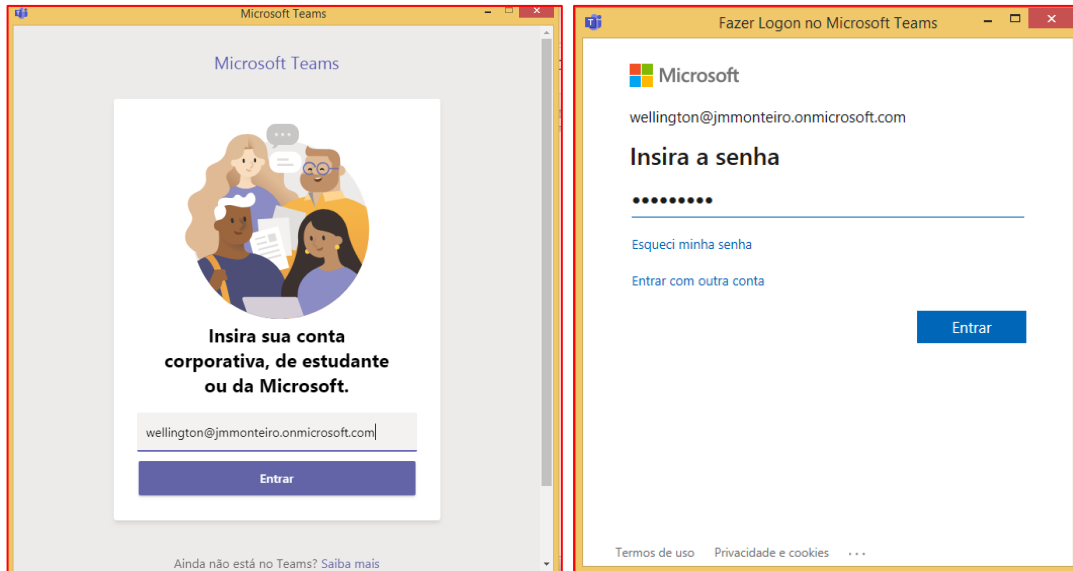 Microsoft Teams
Microsoft Teams
Insira sua conta
corporativa, de estudante
ou da Microsoft.
wellington@jmmonteiro.onmicrosoft.com
Entrar
Ainda não está no Teams? Saiba mais
Fazer Logon no Microsoft Teams
Microsoft
wellington@jmmonteiro.onmicrosoft.com
Insira a senha
•••••••••
Esqueci minha senha
Entrar com outra conta
Entrar
Termos de uso Privacidade e cookies ...